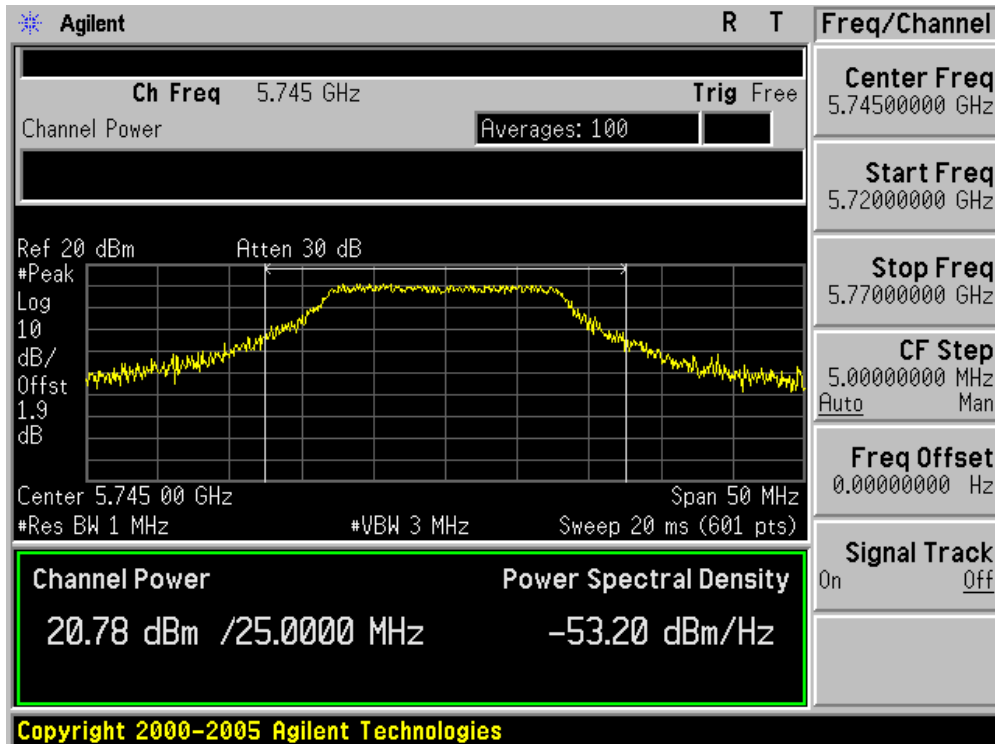 Agilent R T
Freq/Channel
Ch Freq 5.745 GHz Trig Free
Channel Power Averages: 100
Ref 20 dBm Atten 30 dB
#Peak
Log
10
dB/
Offst
1.9
dB
Center 5.745 00 GHz Span 50 MHz
#Res BW 1 MHz #VBW 3 MHz Sweep 20 ms (601 pts)
Channel Power Power Spectral Density
20.78 dBm /25.0000 MHz -53.20 dBm/Hz
Center Freq
5.74500000 GHz
Start Freq
5.72000000 GHz
Stop Freq
5.77000000 GHz
CF Step
5.00000000 MHz
Auto Man
Freq Offset
0.00000000 Hz
Signal Track
On Off
Copyright 2000-2005 Agilent Technologies